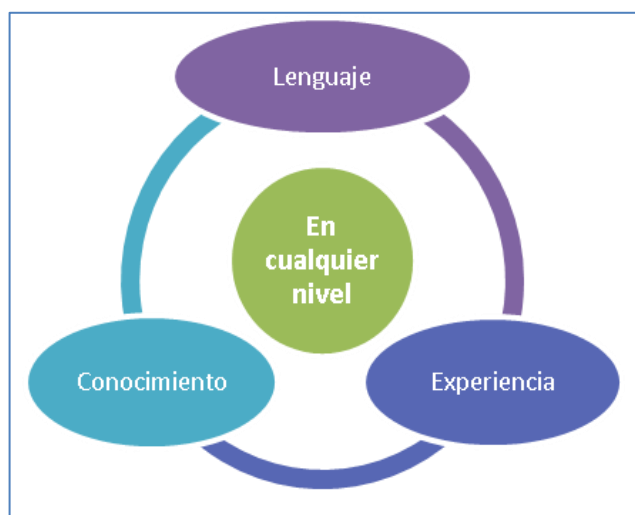 Lenguaje
En
cualquier
nivel
Conocimiento
Experiencia